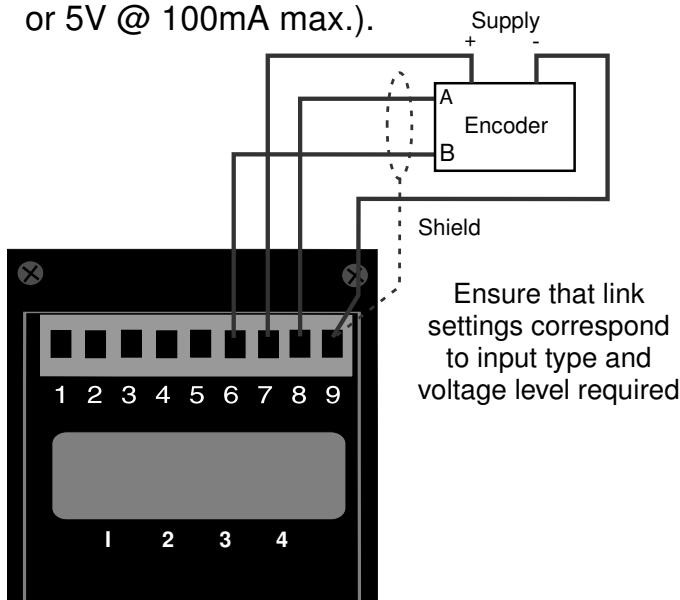 or 5V @ 100mA max.).
Supply
+ -
A
Encoder
B
Shield
Ensure that link
settings correspond
to input type and
voltage level required
1 2 3 4 5 6 7 8 9
I 2 3 4